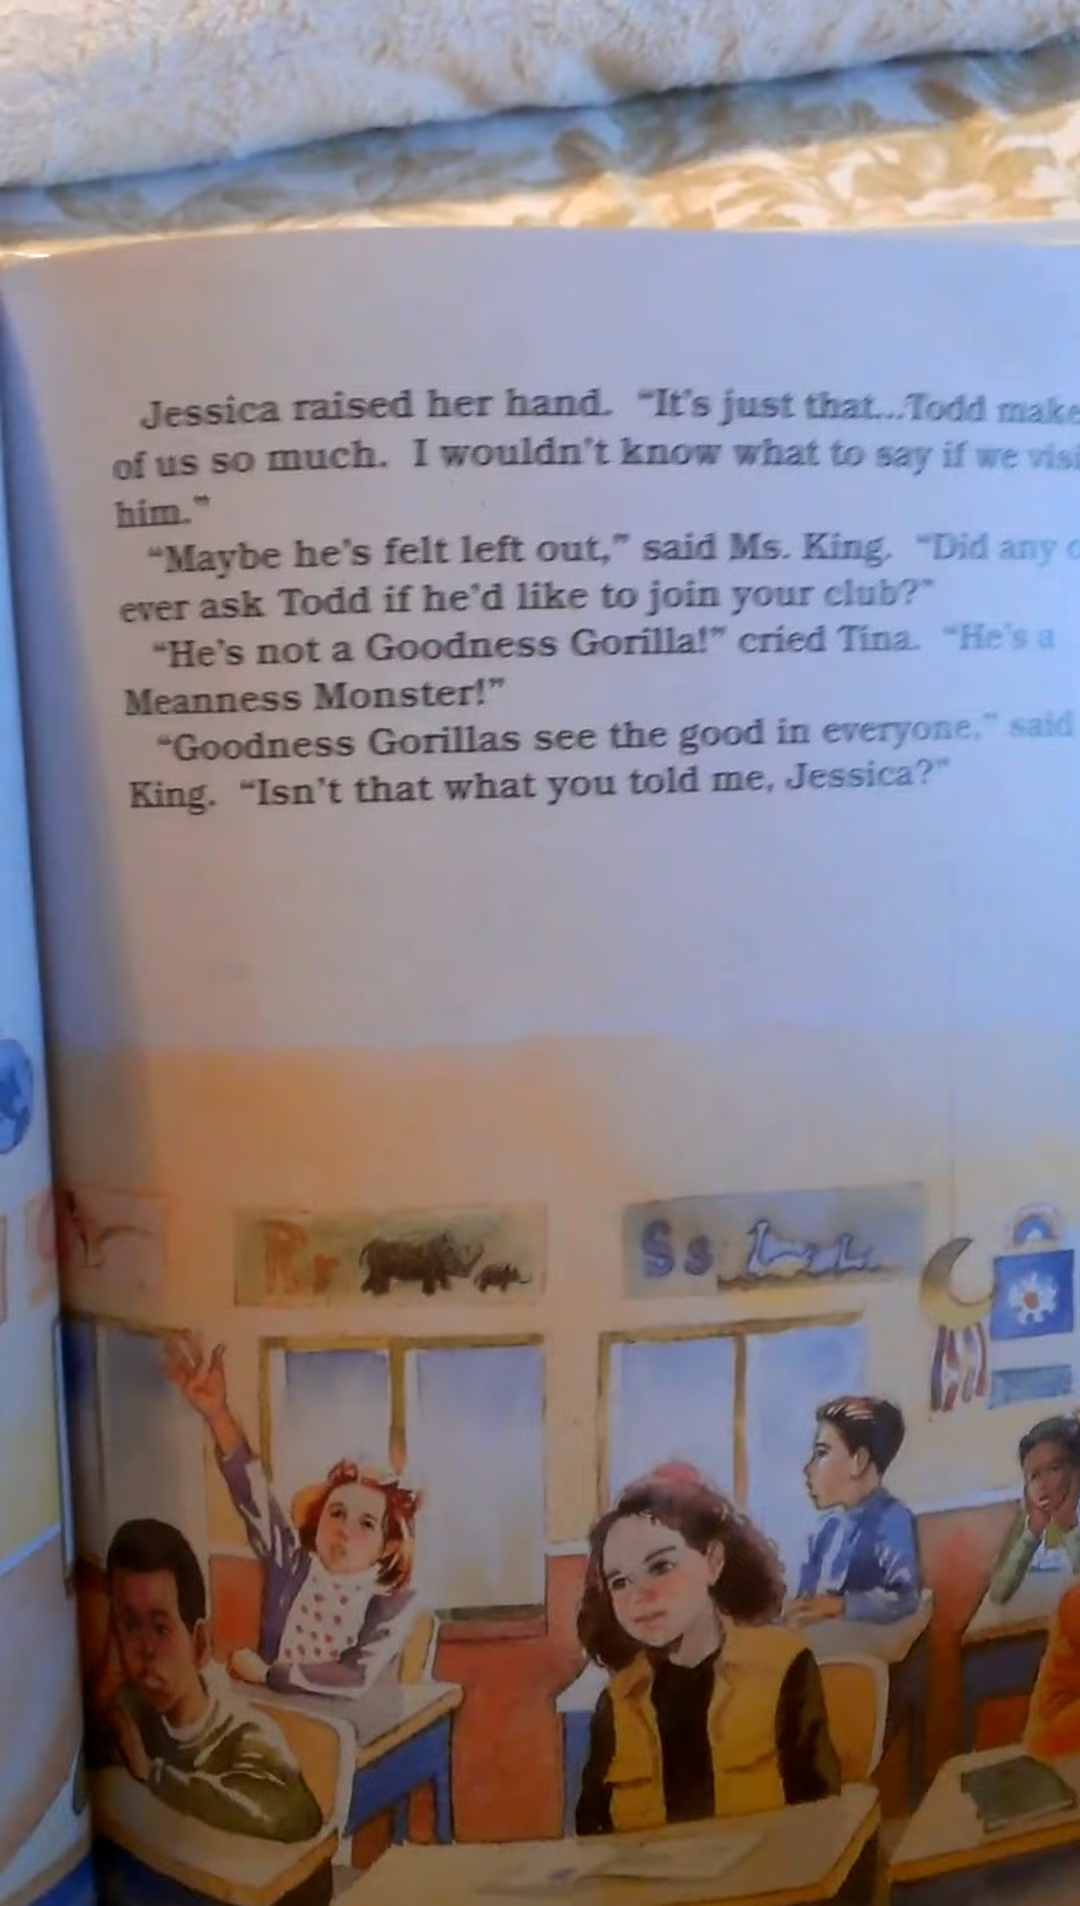 Jessica raised her hand. “It's just that...Todd make
of us so much. I wouldn't know what to say if we visi
him.”
“Maybe he's felt left out,” said Ms. King. “Did any
ever ask Todd if he'd like to join your club?”
“He's not a Goodness Gorilla!” cried Tina. “He's a
Meanness Monster!”
“Goodness Gorillas see the good in everyone,” said
King. “Isn't that what you told me, Jessica?”
Rr
Ss